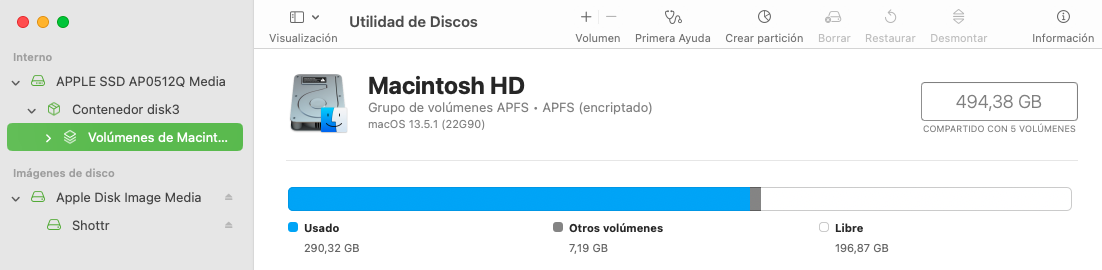 Utilidad de Discos
Visualización
Volumen
Primera Ayuda
Crear partición
Borrar
Restaurar
Desmontar
Información
Interno
APPLE SSD AP0512Q Media
Contenedor disk3
Volúmenes de Macint...
Imágenes de disco
Apple Disk Image Media
Shottr
Macintosh HD
Grupo de volúmenes APFS • APFS (encriptado)
macOS 13.5.1 (22G90)
494,38 GB
COMPARTIDO CON 5 VOLÚMENES
Usado
290,32 GB
Otros volúmenes
7,19 GB
Libre
196,87 GB